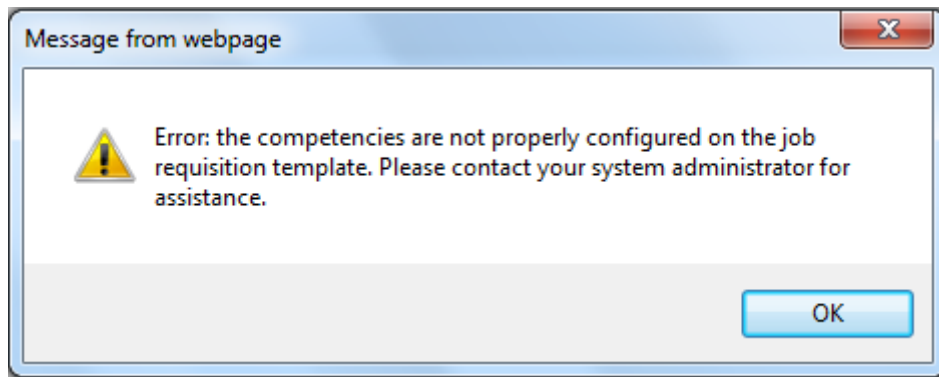 Message from webpage
Error: the competencies are not properly configured on the job
requisition template. Please contact your system administrator for
assistance.
OK